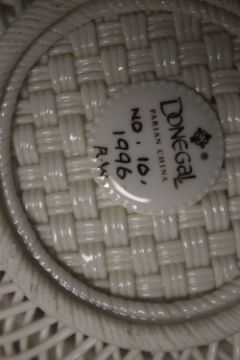 DONEGAL
®
PARIAN CHINA
NO. 10,
1996